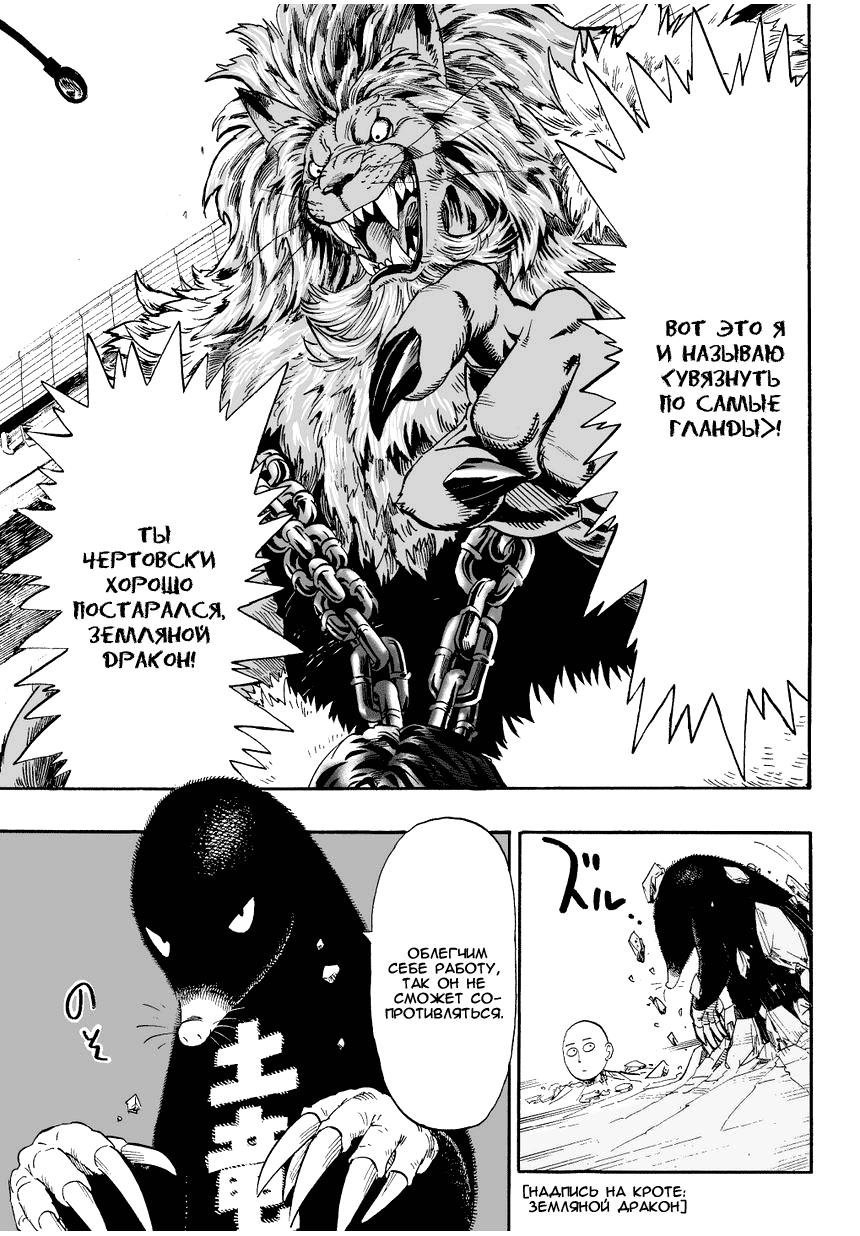 ВОТ ЭТО Я
И НАЗЫВАЮ
<УВЯЗНУТЬ
ПО САМЫЕ
ГЛАНДЫ>!
ТЫ
ЧЕРТОВСКИ
ХОРОШО
ПОСТАРАЛСЯ,
ЗЕМЛЯНОЙ
ДРАКОН!
ズル..
[НАДПИСЬ НА КРОТЕ:
ЗЕМЛЯНОЙ ДРАКОН]
ОБЛЕГЧИМ
СЕБЕ РАБОТУ,
ТАК ОН НЕ
СМОЖЕТ СО-
ПРОТИВЛЯТЬСЯ.
のそ
土竜